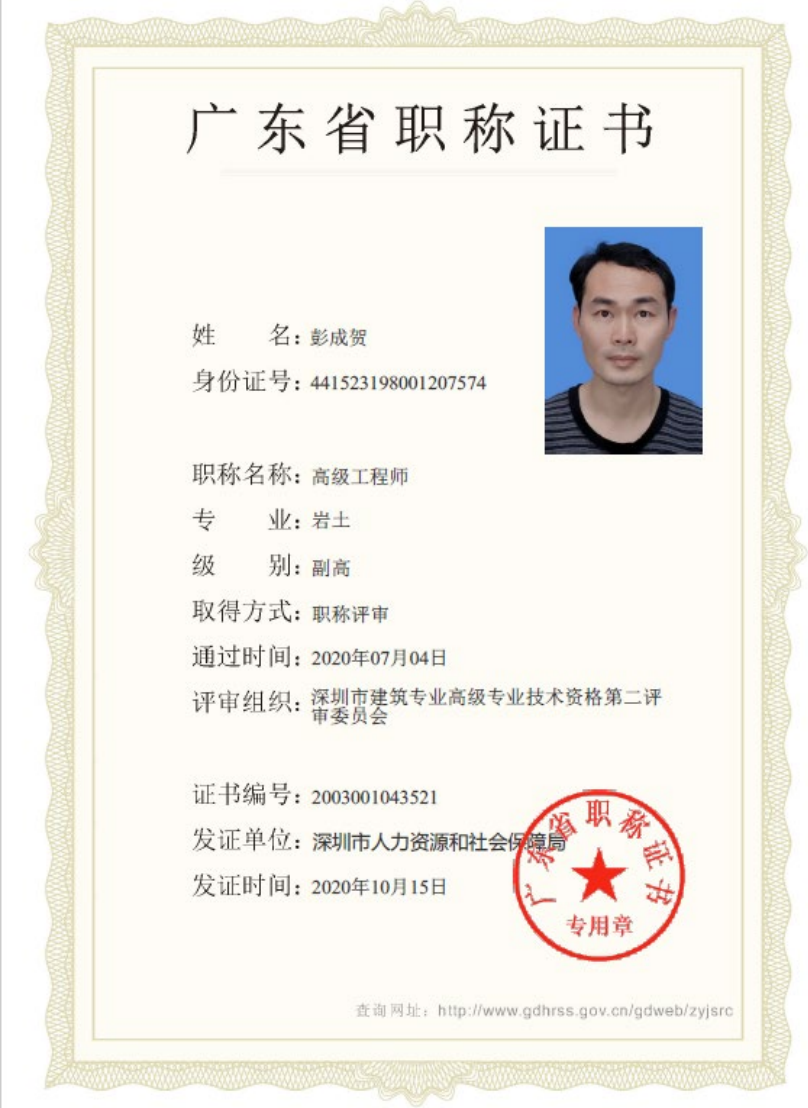 广东省职称证书
姓 名：彭成贺
身份证号：441523198001207574
职称名称：高级工程师
专 业：岩土
级 别：副高
取得方式：职称评审
通过时间：2020年07月04日
评审组织：深圳市建筑专业高级专业技术资格第二评
审委员会
证书编号：2003001043521
发证单位：深圳市人力资源和社会保障局
发证时间：2020年10月15日
广东省职称证书
专用章
查询网址：http://www.gdhrss.gov.cn/gdweb/zyjsrc